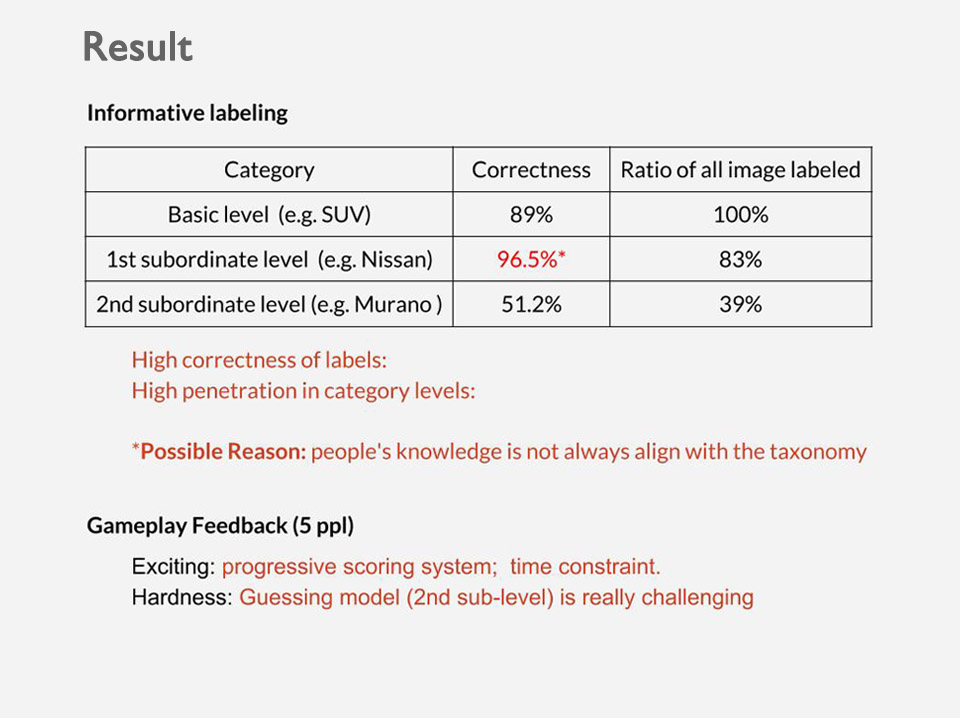 Result
Informative labeling
Category Correctness Ratio of all image labeled
Basic level (e.g. SUV) 89% 100%
1st subordinate level (e.g. Nissan) 96.5%* 83%
2nd subordinate level (e.g. Murano ) 51.2% 39%
High correctness of labels:
High penetration in category levels:
*Possible Reason: people's knowledge is not always align with the taxonomy
Gameplay Feedback (5 ppl)
Exciting: progressive scoring system; time constraint.
Hardness: Guessing model (2nd sub-level) is really challenging